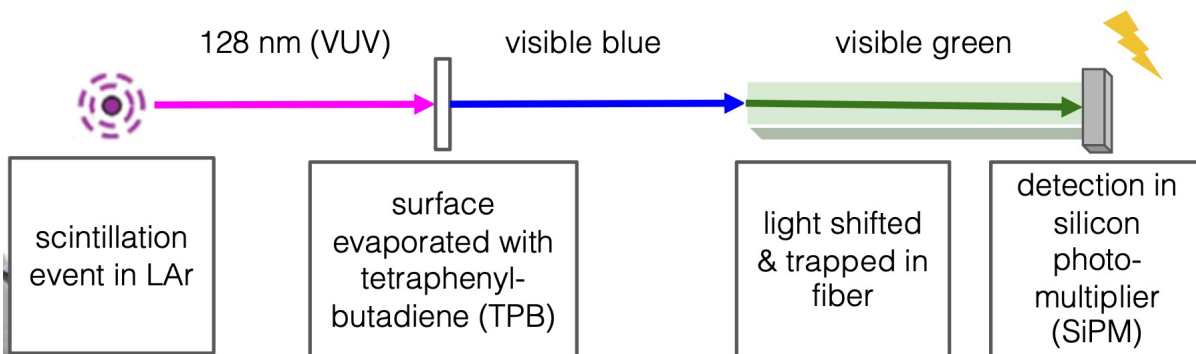 128 nm (VUV)
visible blue
visible green
scintillation
event in LAr
surface
evaporated with
tetraphenyl-
butadiene (TPB)
light shifted
& trapped in
fiber
detection in
silicon
photo-
multiplier
(SiPM)